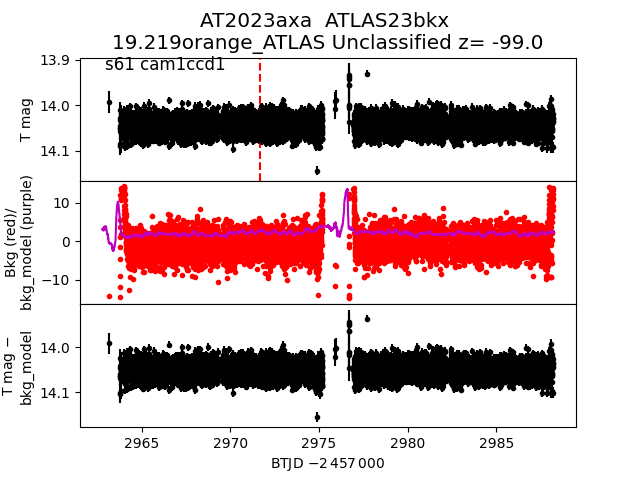 AT2023axa ATLAS23bkx
19.219orange_ATLAS Unclassified z= -99.0
s61 cam1ccd1
13.9
14.0
14.1
T mag
10
0
−10
Bkg (red)/
bkg_model (purple)
14.0
14.1
T mag −
bkg_model
2965 2970 2975 2980 2985
BTJD −2 457 000